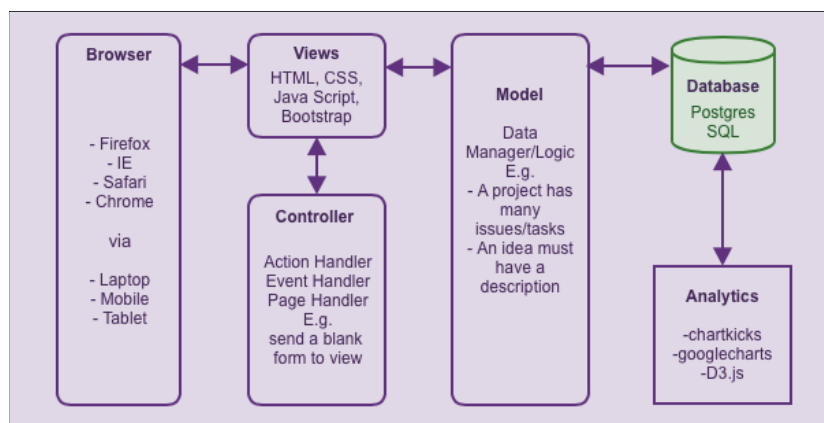 Browser
- Firefox
- IE
- Safari
- Chrome
via
- Laptop
- Mobile
- Tablet
Views
HTML, CSS,
Java Script,
Bootstrap
Controller
Action Handler
Event Handler
Page Handler
E.g.
send a blank
form to view
Model
Data
Manager/Logic
E.g.
- A project has
many
issues/tasks
- An idea must
have a
description
Database
Postgres
SQL
Analytics
-chartkicks
-googlecharts
-D3.js